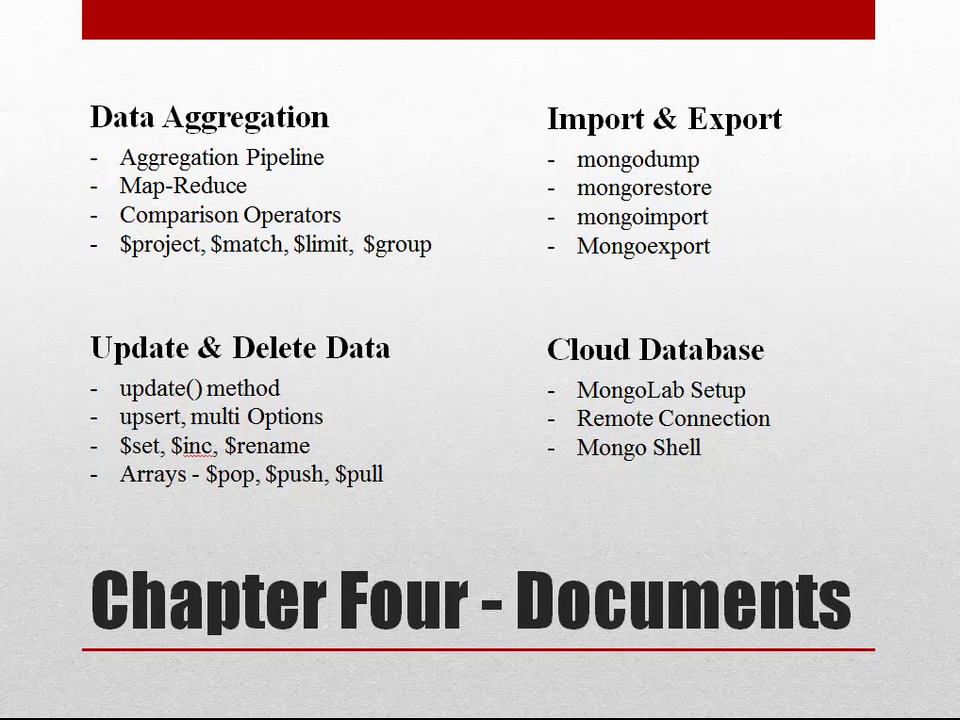 Data Aggregation
- Aggregation Pipeline
- Map-Reduce
- Comparison Operators
- $project, $match, $limit, $group
Import & Export
- mongodump
- mongorestore
- mongoimport
- Mongoexport
Update & Delete Data
- update() method
- upsert, multi Options
- $set, $inc, $rename
- Arrays - $pop, $push, $pull
Cloud Database
- MongoLab Setup
- Remote Connection
- Mongo Shell
Chapter Four - Documents